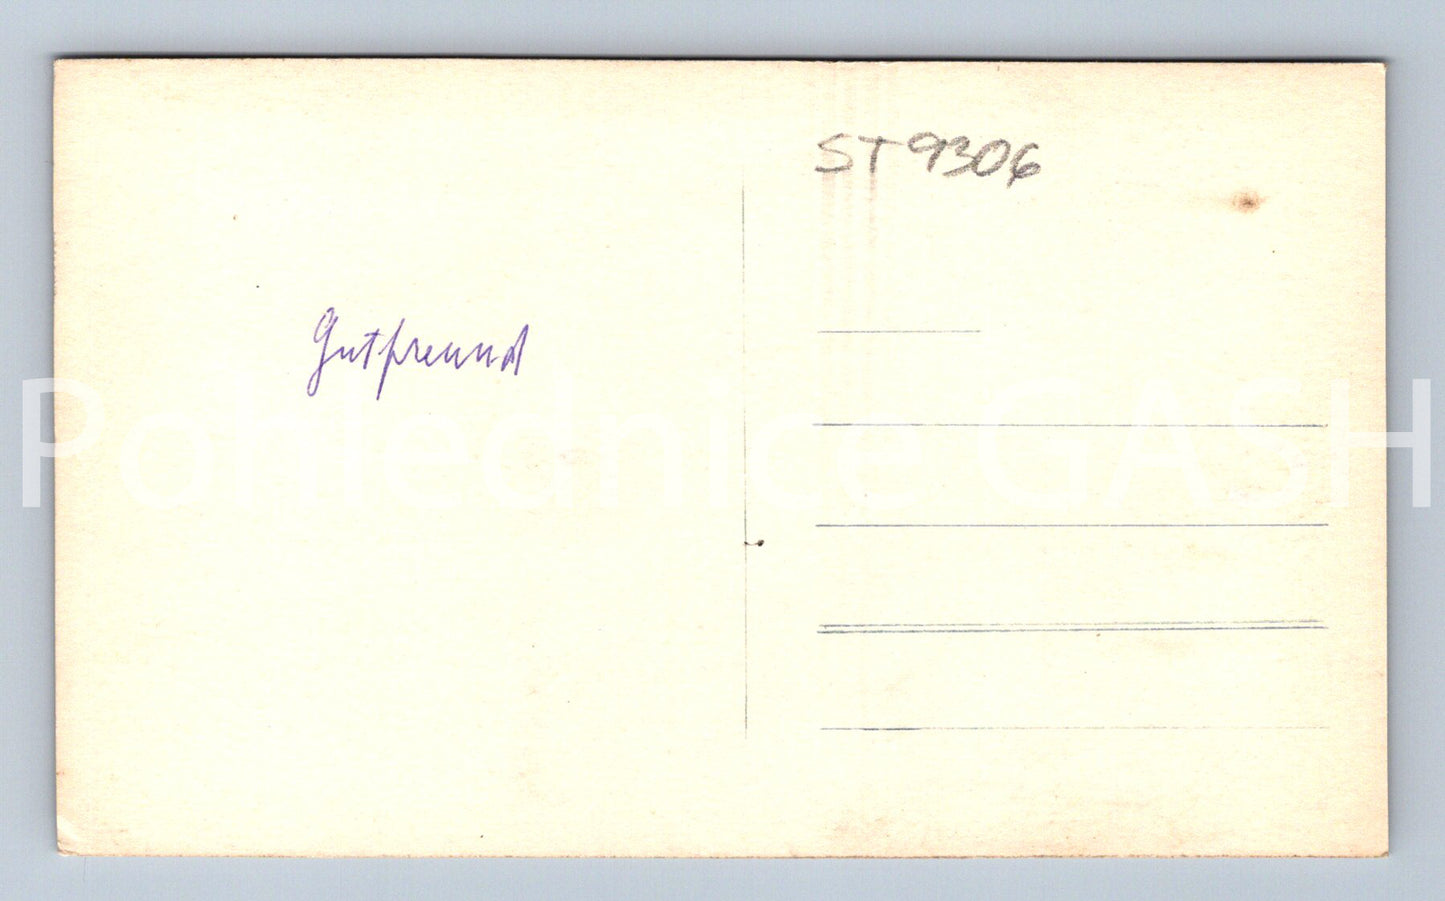 ST9306
Gutfreund
Pohlednice GASH